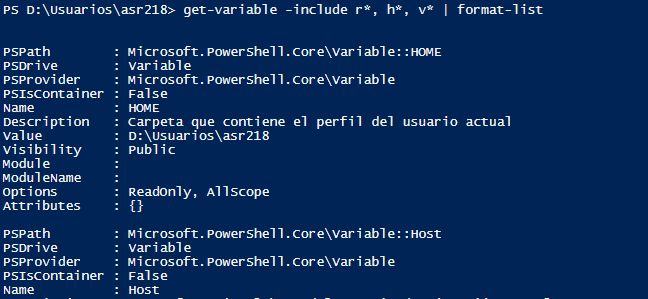 PS D:\Usuarios\asr218> get-variable -include r*, h*, v* | format-list
PSPath : Microsoft.PowerShell.Core\Variable::HOME
PSDrive : Variable
PSProvider : Microsoft.PowerShell.Core\Variable
PSIsContainer : False
Name : HOME
Description : Carpeta que contiene el perfil del usuario actual
Value : D:\Usuarios\asr218
Visibility : Public
Module :
ModuleName :
Options : ReadOnly, AllScope
Attributes : {}
PSPath : Microsoft.PowerShell.Core\Variable::Host
PSDrive : Variable
PSProvider : Microsoft.PowerShell.Core\Variable
PSIsContainer : False
Name : Host